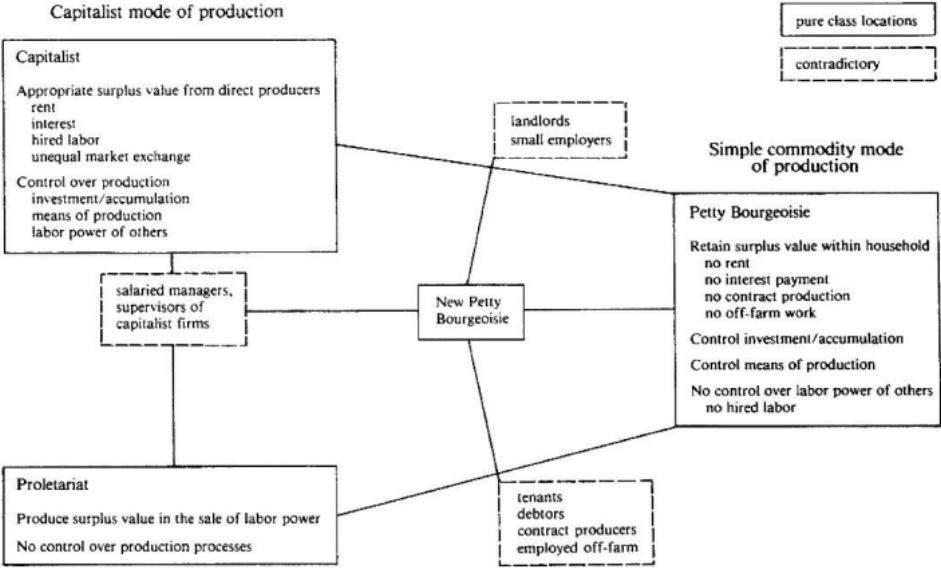 Capitalist mode of production
pure class locations
contradictory
Capitalist
Appropriate surplus value from direct producers
rent
interest
hired labor
unequal market exchange
Control over production
investment/accumulation
means of production
labor power of others
landlords
small employers
Simple commodity mode
of production
Petty Bourgeoisie
Retain surplus value within household
no rent
no interest payment
no contract production
no off-farm work
Control investment/accumulation
Control means of production
No control over labor power of others
no hired labor
salaried managers,
supervisors of
capitalist firms
New Petty
Bourgeoisie
Proletariat
Produce surplus value in the sale of labor power
No control over production processes
tenants
debtors
contract producers
employed off-farm